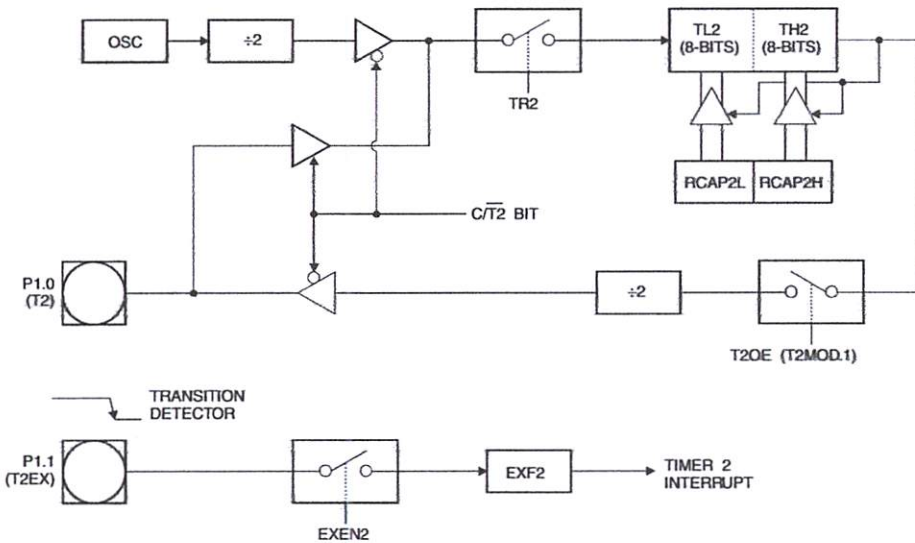 OSC
÷2
TR2
TL2
(8-BITS)
TH2
(8-BITS)
RCAP2L
RCAP2H
C/T̅2̅ BIT
P1.0
(T2)
÷2
T2OE (T2MOD.1)
TRANSITION
DETECTOR
P1.1
(T2EX)
EXEN2
EXF2
TIMER 2
INTERRUPT